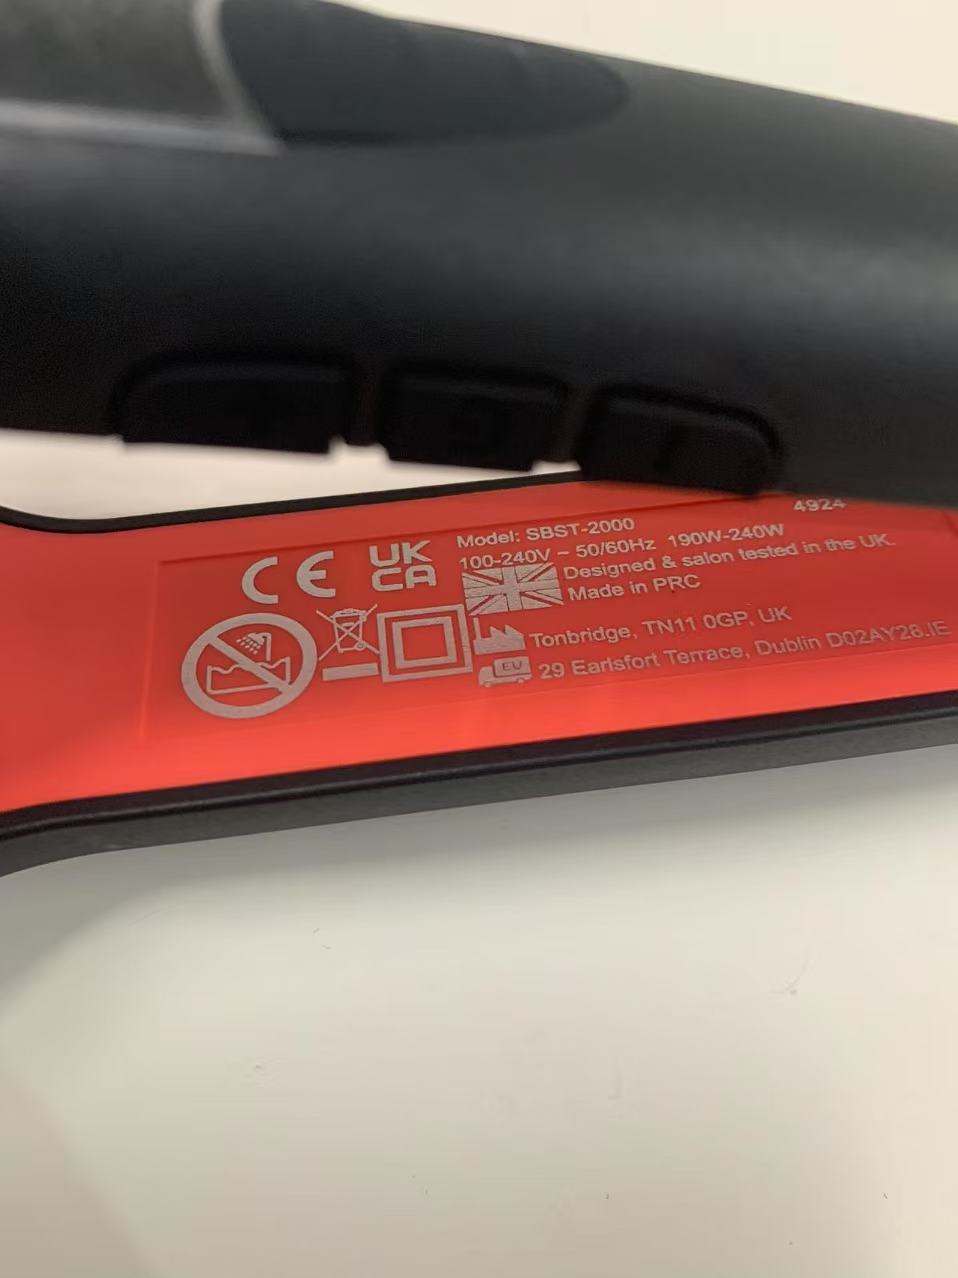 4924
Model: SBST-2000
100-240V ~ 50/60Hz 190W-240W
Designed & salon tested in the UK.
Made in PRC
CE
UK
CA
Tonbridge, TN11 0GP, UK
EU
29 Earlsfort Terrace, Dublin D02AY28.IE